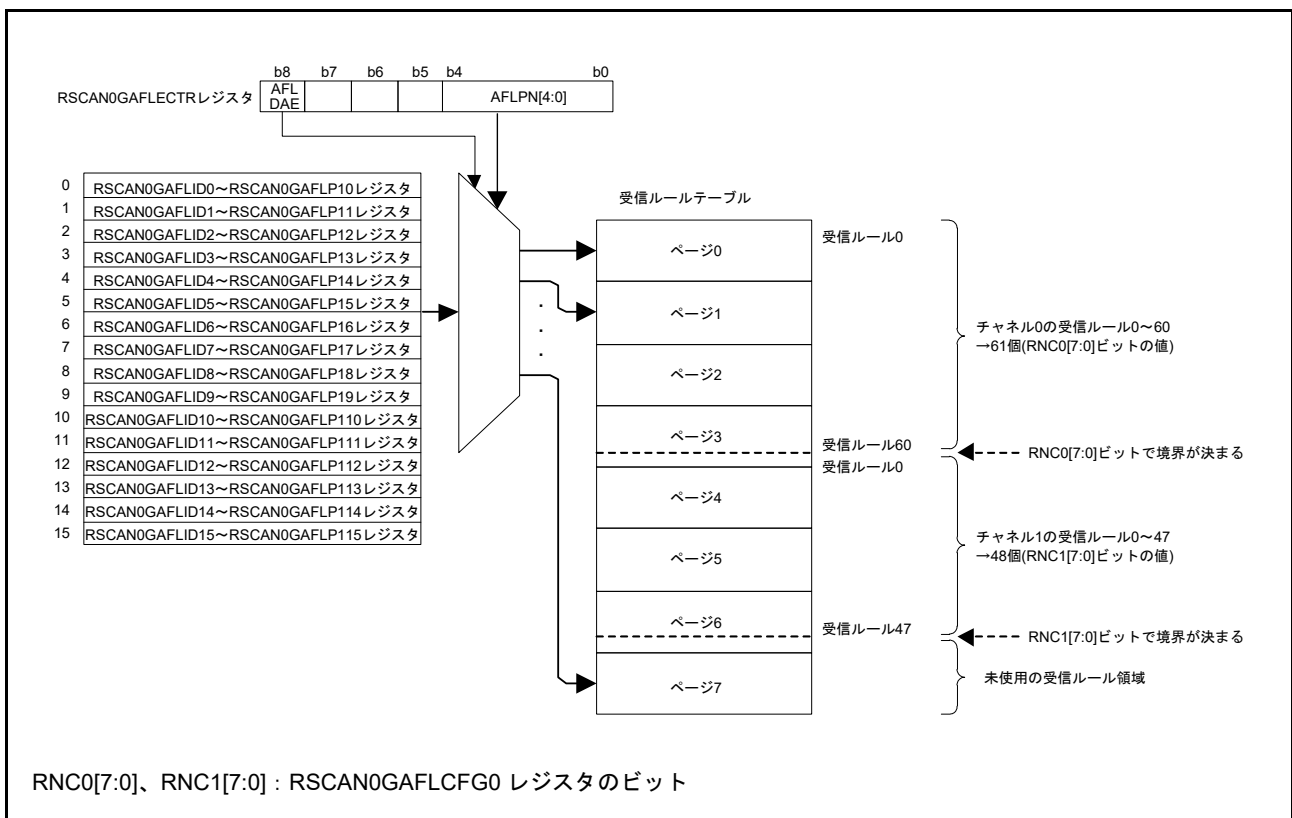 b8 b7 b6 b5 b4 b0
RSCAN0GAFLECTRレジスタ
AFL
DAE
AFLPN[4:0]
0 RSCAN0GAFLID0～RSCAN0GAFLP10レジスタ
1 RSCAN0GAFLID1～RSCAN0GAFLP11レジスタ
2 RSCAN0GAFLID2～RSCAN0GAFLP12レジスタ
3 RSCAN0GAFLID3～RSCAN0GAFLP13レジスタ
4 RSCAN0GAFLID4～RSCAN0GAFLP14レジスタ
5 RSCAN0GAFLID5～RSCAN0GAFLP15レジスタ
6 RSCAN0GAFLID6～RSCAN0GAFLP16レジスタ
7 RSCAN0GAFLID7～RSCAN0GAFLP17レジスタ
8 RSCAN0GAFLID8～RSCAN0GAFLP18レジスタ
9 RSCAN0GAFLID9～RSCAN0GAFLP19レジスタ
10 RSCAN0GAFLID10～RSCAN0GAFLP110レジスタ
11 RSCAN0GAFLID11～RSCAN0GAFLP111レジスタ
12 RSCAN0GAFLID12～RSCAN0GAFLP112レジスタ
13 RSCAN0GAFLID13～RSCAN0GAFLP113レジスタ
14 RSCAN0GAFLID14～RSCAN0GAFLP114レジスタ
15 RSCAN0GAFLID15～RSCAN0GAFLP115レジスタ
受信ルールテーブル
ページ0
ページ1
ページ2
ページ3
ページ4
ページ5
ページ6
ページ7
受信ルール0
受信ルール60
受信ルール0
受信ルール47
チャネル0の受信ルール0～60
→61個(RNC0[7:0]ビットの値)
RNC0[7:0]ビットで境界が決まる
チャネル1の受信ルール0～47
→48個(RNC1[7:0]ビットの値)
RNC1[7:0]ビットで境界が決まる
未使用の受信ルール領域
RNC0[7:0]、RNC1[7:0]：RSCAN0GAFLCFG0 レジスタのビット